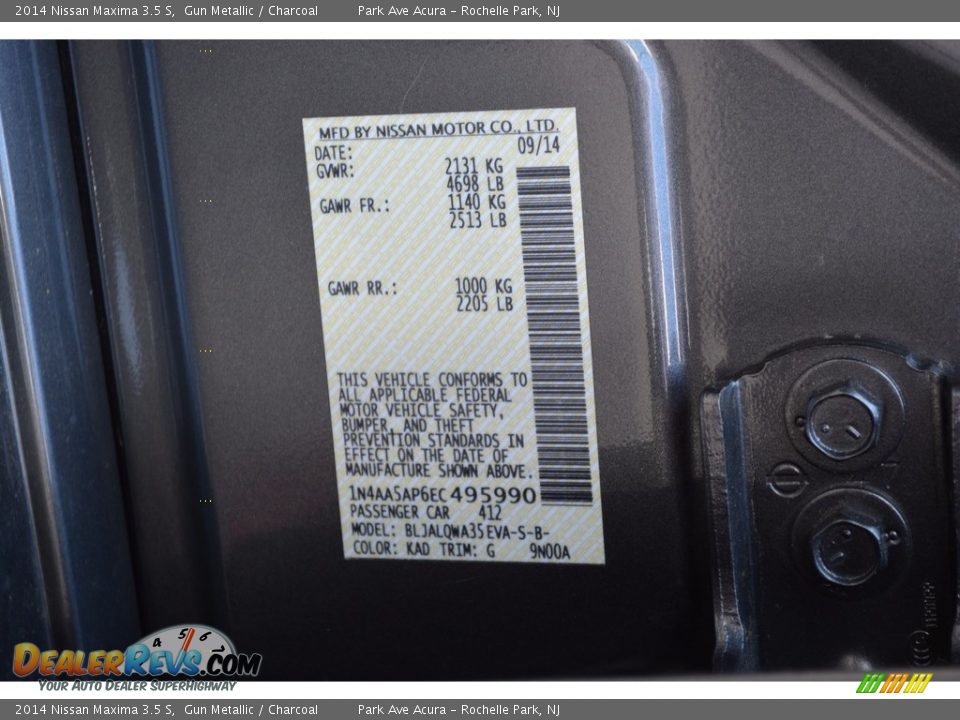 2014 Nissan Maxima 3.5 S, Gun Metallic / Charcoal Park Ave Acura - Rochelle Park, NJ
MFD BY NISSAN MOTOR CO., LTD.
DATE: 09/14
GVWR: 2131 KG
4698 LB
GAWR FR.: 1140 KG
2513 LB
GAWR RR.: 1000 KG
2205 LB
THIS VEHICLE CONFORMS TO
ALL APPLICABLE FEDERAL
MOTOR VEHICLE SAFETY,
BUMPER, AND THEFT
PREVENTION STANDARDS IN
EFFECT ON THE DATE OF
MANUFACTURE SHOWN ABOVE.
1N4AA5AP6EC495990
PASSENGER CAR 412
MODEL: BLJALQWA35EVA-S-B-
COLOR: KAD TRIM: G 9N00A
4 5 6
DEALERREVS.COM
YOUR AUTO DEALER SUPERHIGHWAY
2014 Nissan Maxima 3.5 S, Gun Metallic / Charcoal Park Ave Acura - Rochelle Park, NJ